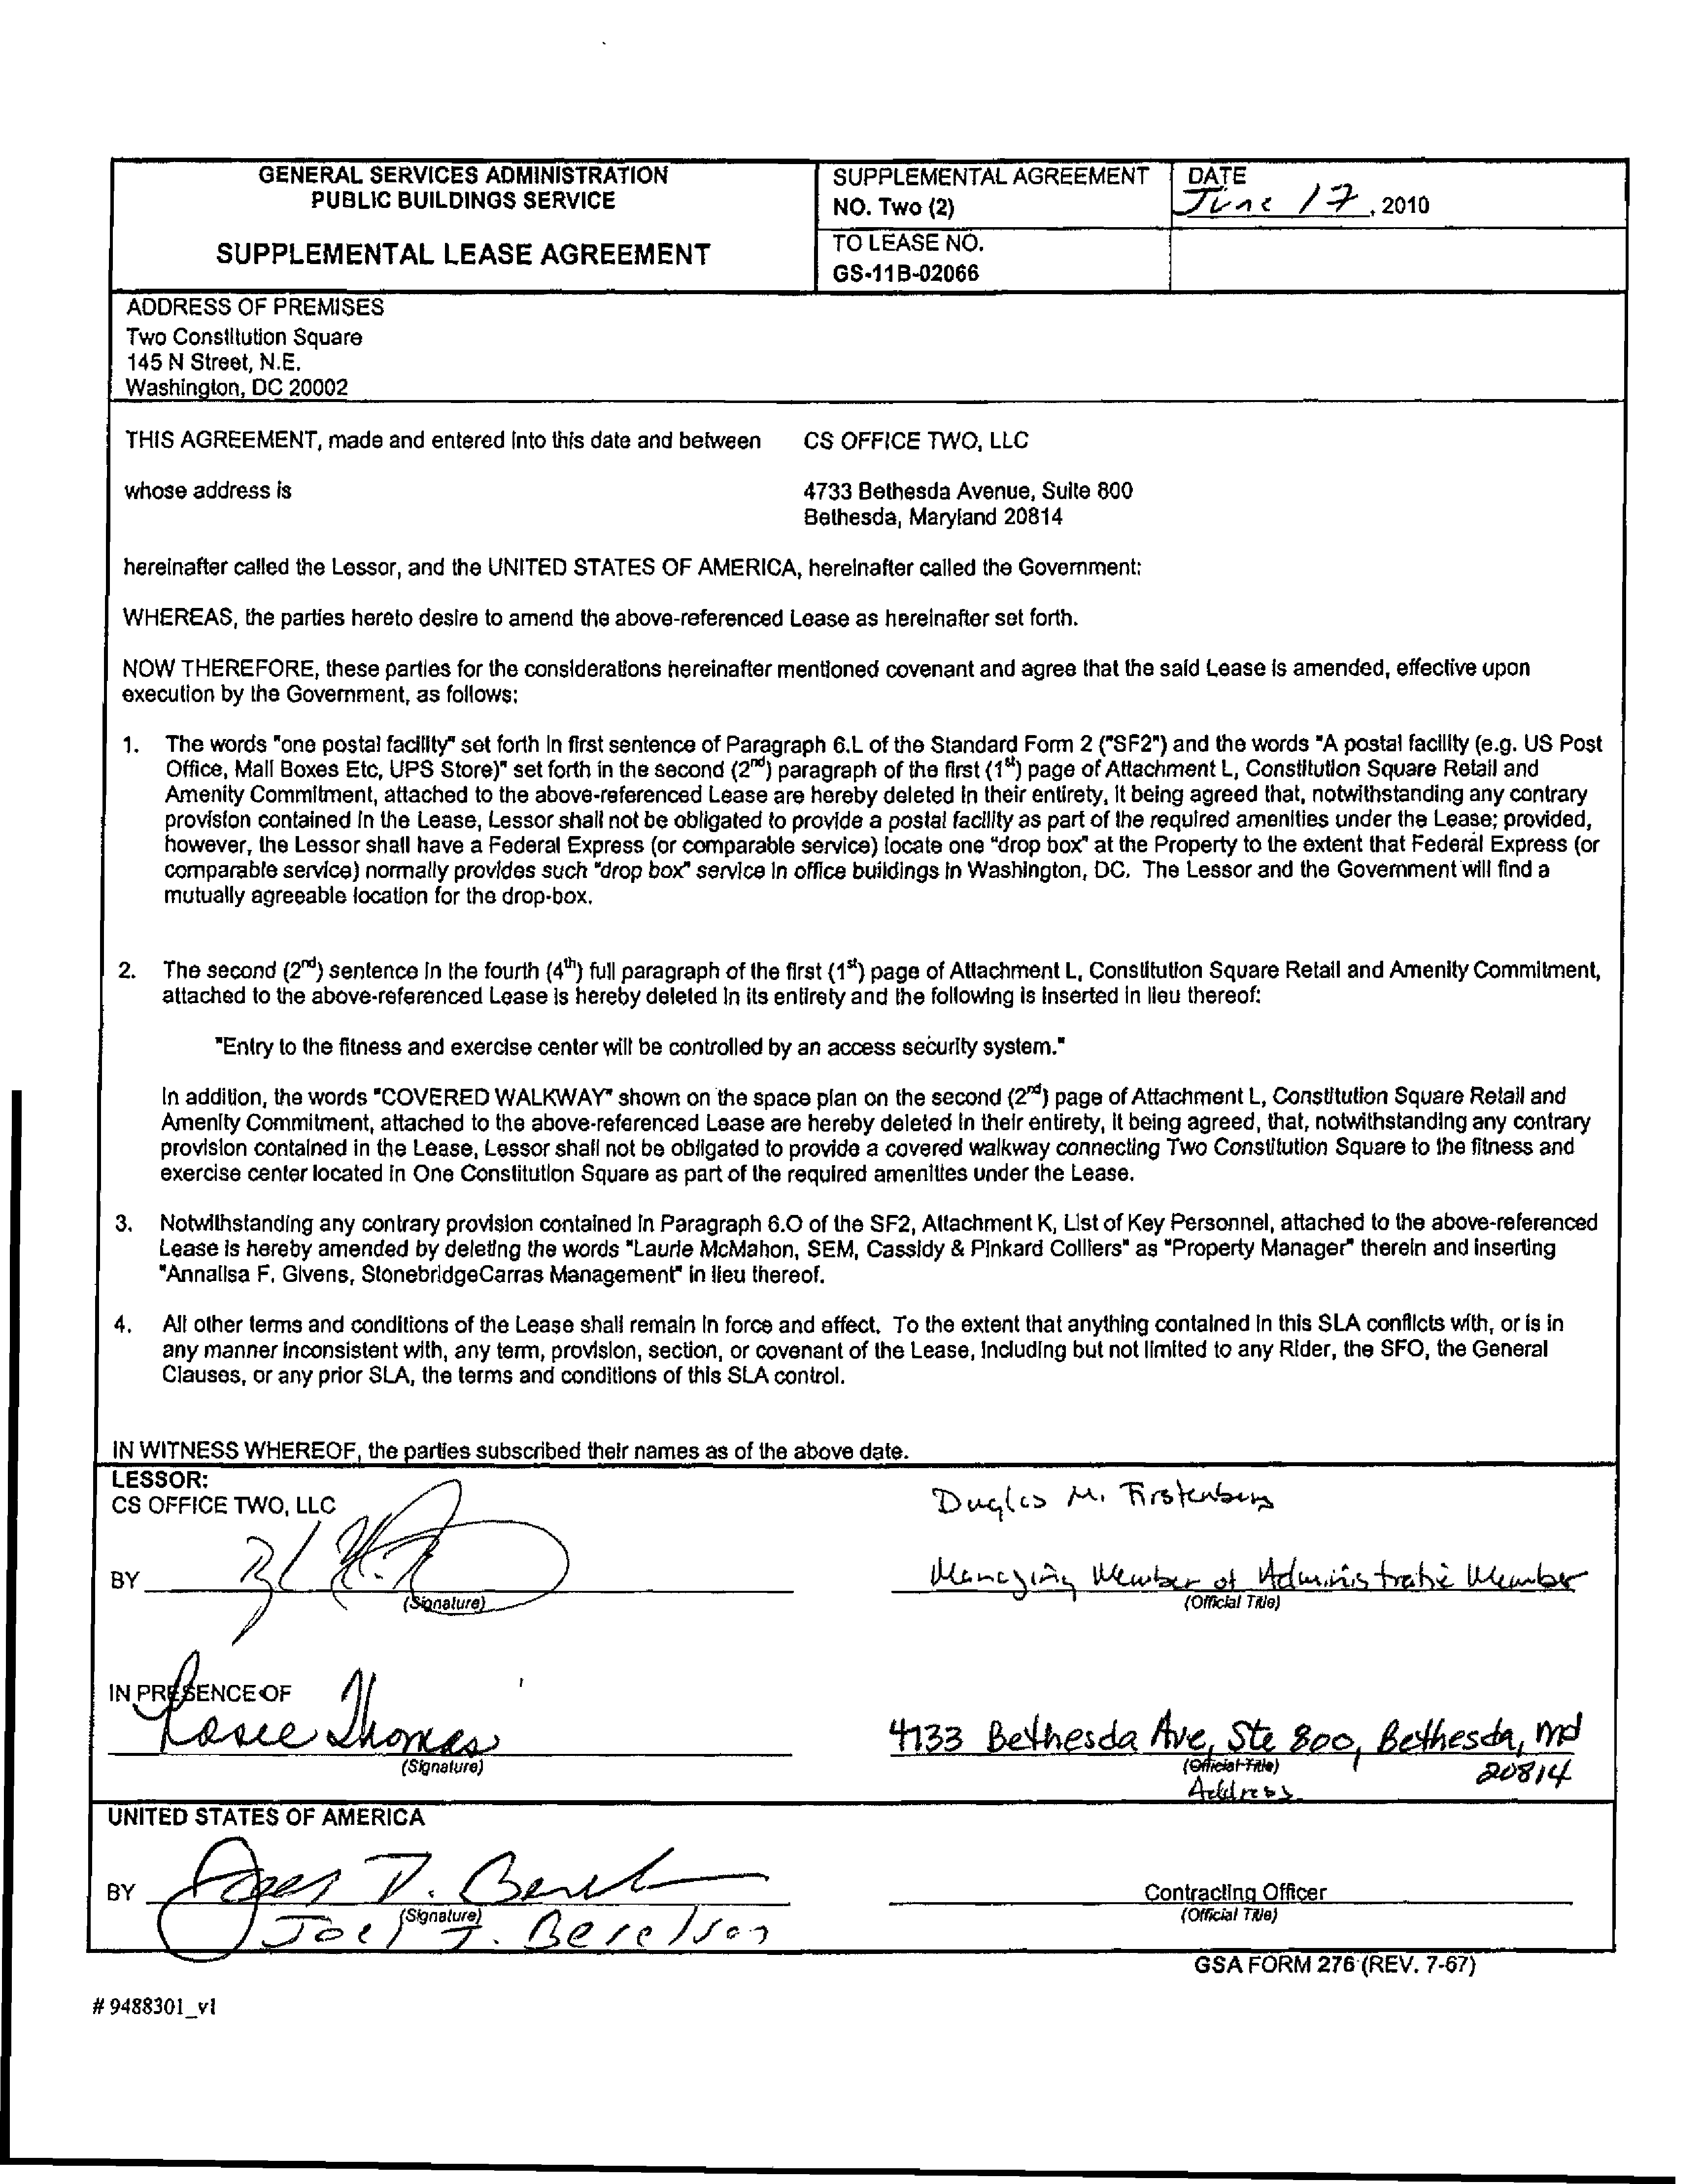 GENERAL SERVICES ADMINISTRATION
PUBLIC BUILDINGS SERVICE
SUPPLEMENTAL LEASE AGREEMENT
SUPPLEMENTAL AGREEMENT
NO. Two (2)
DATE
June 17, 2010
TO LEASE NO.
GS-11B-02066
ADDRESS OF PREMISES
Two Constitution Square
145 N Street, N.E.
Washington, DC 20002
THIS AGREEMENT, made and entered into this date and between CS OFFICE TWO, LLC
whose address is 4733 Bethesda Avenue, Suite 800
Bethesda, Maryland 20814
hereinafter called the Lessor, and the UNITED STATES OF AMERICA, hereinafter called the Government:
WHEREAS, the parties hereto desire to amend the above-referenced Lease as hereinafter set forth.
NOW THEREFORE, these parties for the considerations hereinafter mentioned covenant and agree that the said Lease is amended, effective upon
execution by the Government, as follows:
1. The words "one postal facility" set forth in first sentence of Paragraph 6.L of the Standard Form 2 ("SF2") and the words "A postal facility (e.g. US Post
Office, Mail Boxes Etc, UPS Store)" set forth in the second (2nd) paragraph of the first (1st) page of Attachment L, Constitution Square Retail and
Amenity Commitment, attached to the above-referenced Lease are hereby deleted in their entirety, it being agreed that, notwithstanding any contrary
provision contained in the Lease, Lessor shall not be obligated to provide a postal facility as part of the required amenities under the Lease; provided,
however, the Lessor shall have a Federal Express (or comparable service) locate one "drop box" at the Property to the extent that Federal Express (or
comparable service) normally provides such "drop box" service in office buildings in Washington, DC. The Lessor and the Government will find a
mutually agreeable location for the drop-box.
2. The second (2nd) sentence in the fourth (4th) full paragraph of the first (1st) page of Attachment L, Constitution Square Retail and Amenity Commitment,
attached to the above-referenced Lease is hereby deleted in its entirety and the following is inserted in lieu thereof:
"Entry to the fitness and exercise center will be controlled by an access security system."
In addition, the words "COVERED WALKWAY" shown on the space plan on the second (2nd) page of Attachment L, Constitution Square Retail and
Amenity Commitment, attached to the above-referenced Lease are hereby deleted in their entirety, it being agreed, that, notwithstanding any contrary
provision contained in the Lease, Lessor shall not be obligated to provide a covered walkway connecting Two Constitution Square to the fitness and
exercise center located in One Constitution Square as part of the required amenities under the Lease.
3. Notwithstanding any contrary provision contained in Paragraph 6.O of the SF2, Attachment K, List of Key Personnel, attached to the above-referenced
Lease is hereby amended by deleting the words "Laurie McMahon, SEM, Cassidy & Pinkard Colliers" as "Property Manager" therein and inserting
"Annalisa F. Givens, StonebridgeCarras Management" in lieu thereof.
4. All other terms and conditions of the Lease shall remain in force and effect. To the extent that anything contained in this SLA conflicts with, or is in
any manner inconsistent with, any term, provision, section, or covenant of the Lease, including but not limited to any Rider, the SFO, the General
Clauses, or any prior SLA, the terms and conditions of this SLA control.
IN WITNESS WHEREOF, the parties subscribed their names as of the above date.
LESSOR:
CS OFFICE TWO, LLC
Douglas M. Firstenberg
BY
(Signature)
Managing Member of Administrative Member
(Official Title)
IN PRESENCE OF
Thomas
(Signature)
4733 Bethesda Ave, Ste 800, Bethesda, md
20814
(Official Title)
Address
UNITED STATES OF AMERICA
BY
(Signature)
Joel T. Berelson
Contracting Officer
(Official Title)
GSA FORM 276 (REV. 7-67)
# 9488301_v1